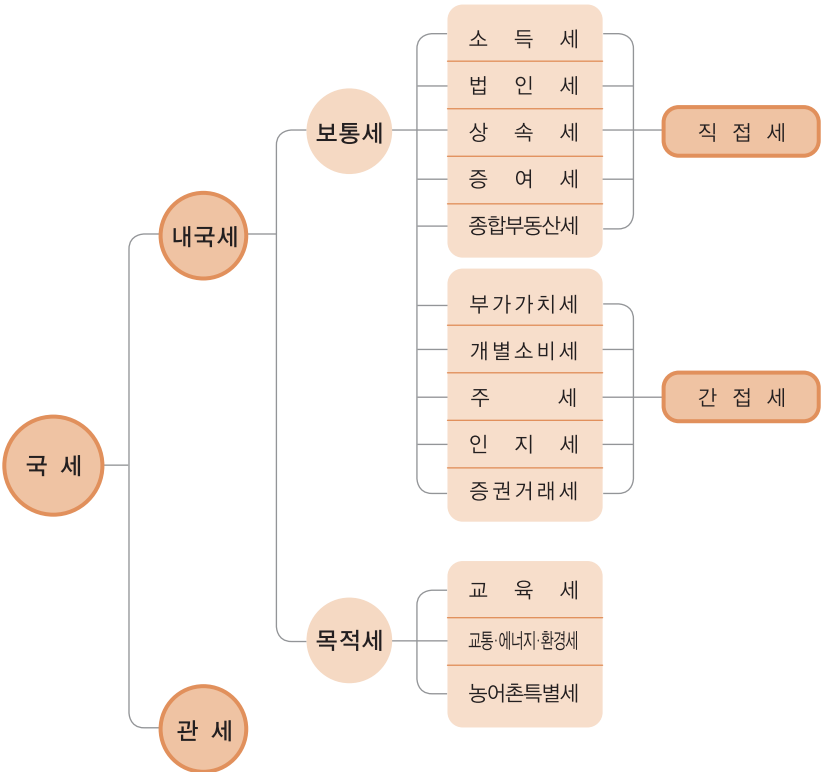 소 득 세
법 인 세
상 속 세
증 여 세
종합부동산세
직 접 세
보통세
내국세
부가가치세
개별소비세
주 세
인 지 세
증권거래세
간 접 세
국 세
교 육 세
교통·에너지·환경세
농어촌특별세
목적세
관 세